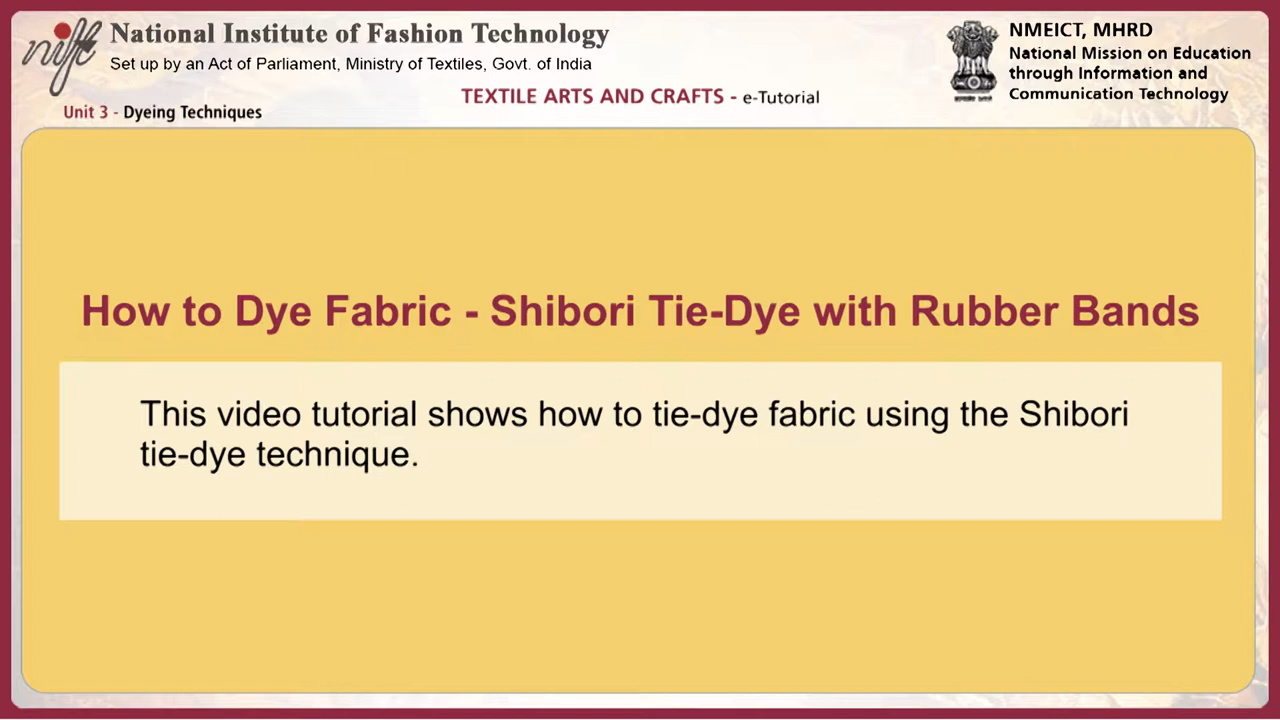 nift
National Institute of Fashion Technology
Set up by an Act of Parliament, Ministry of Textiles, Govt. of India
Unit 3 - Dyeing Techniques
TEXTILE ARTS AND CRAFTS - e-Tutorial
NMEICT, MHRD
National Mission on Education
through Information and
Communication Technology
How to Dye Fabric - Shibori Tie-Dye with Rubber Bands
This video tutorial shows how to tie-dye fabric using the Shibori
tie-dye technique.